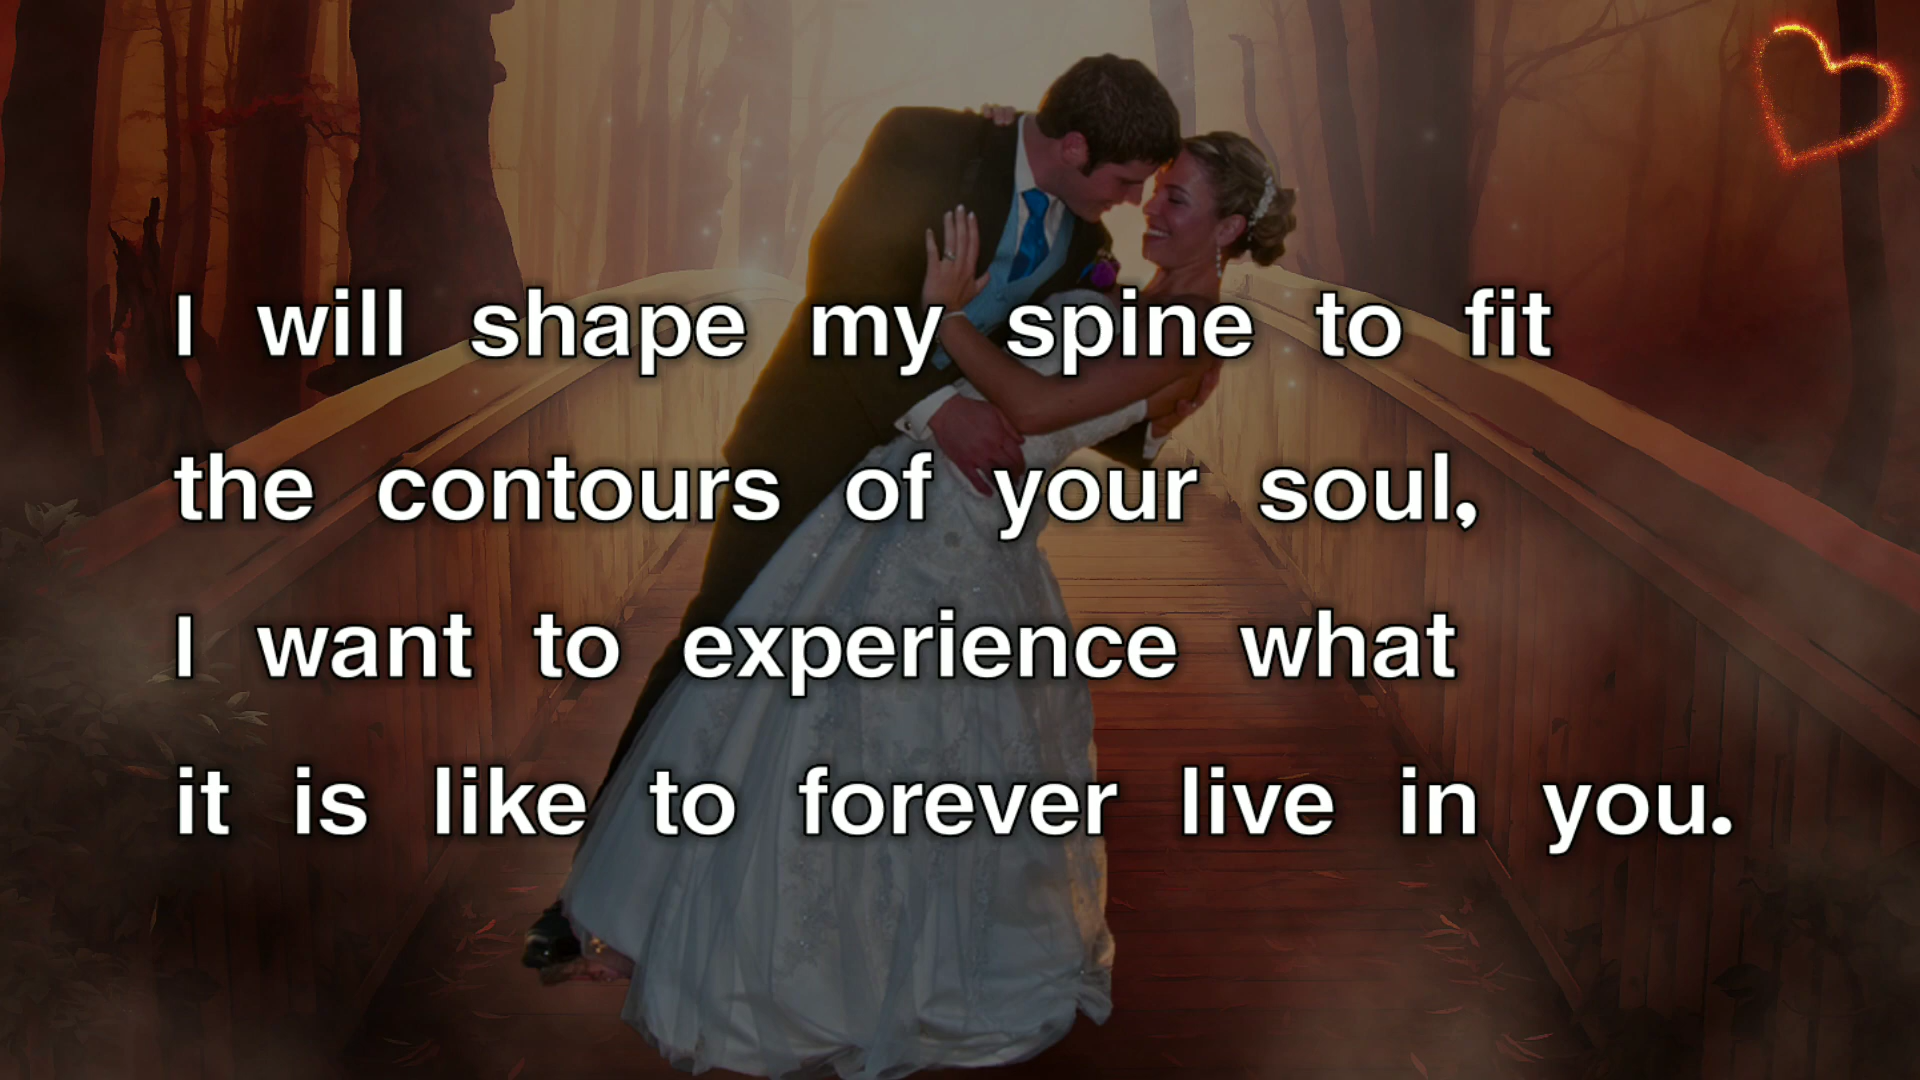 I will shape my spine to fit
the contours of your soul,
I want to experience what
it is like to forever live in you.